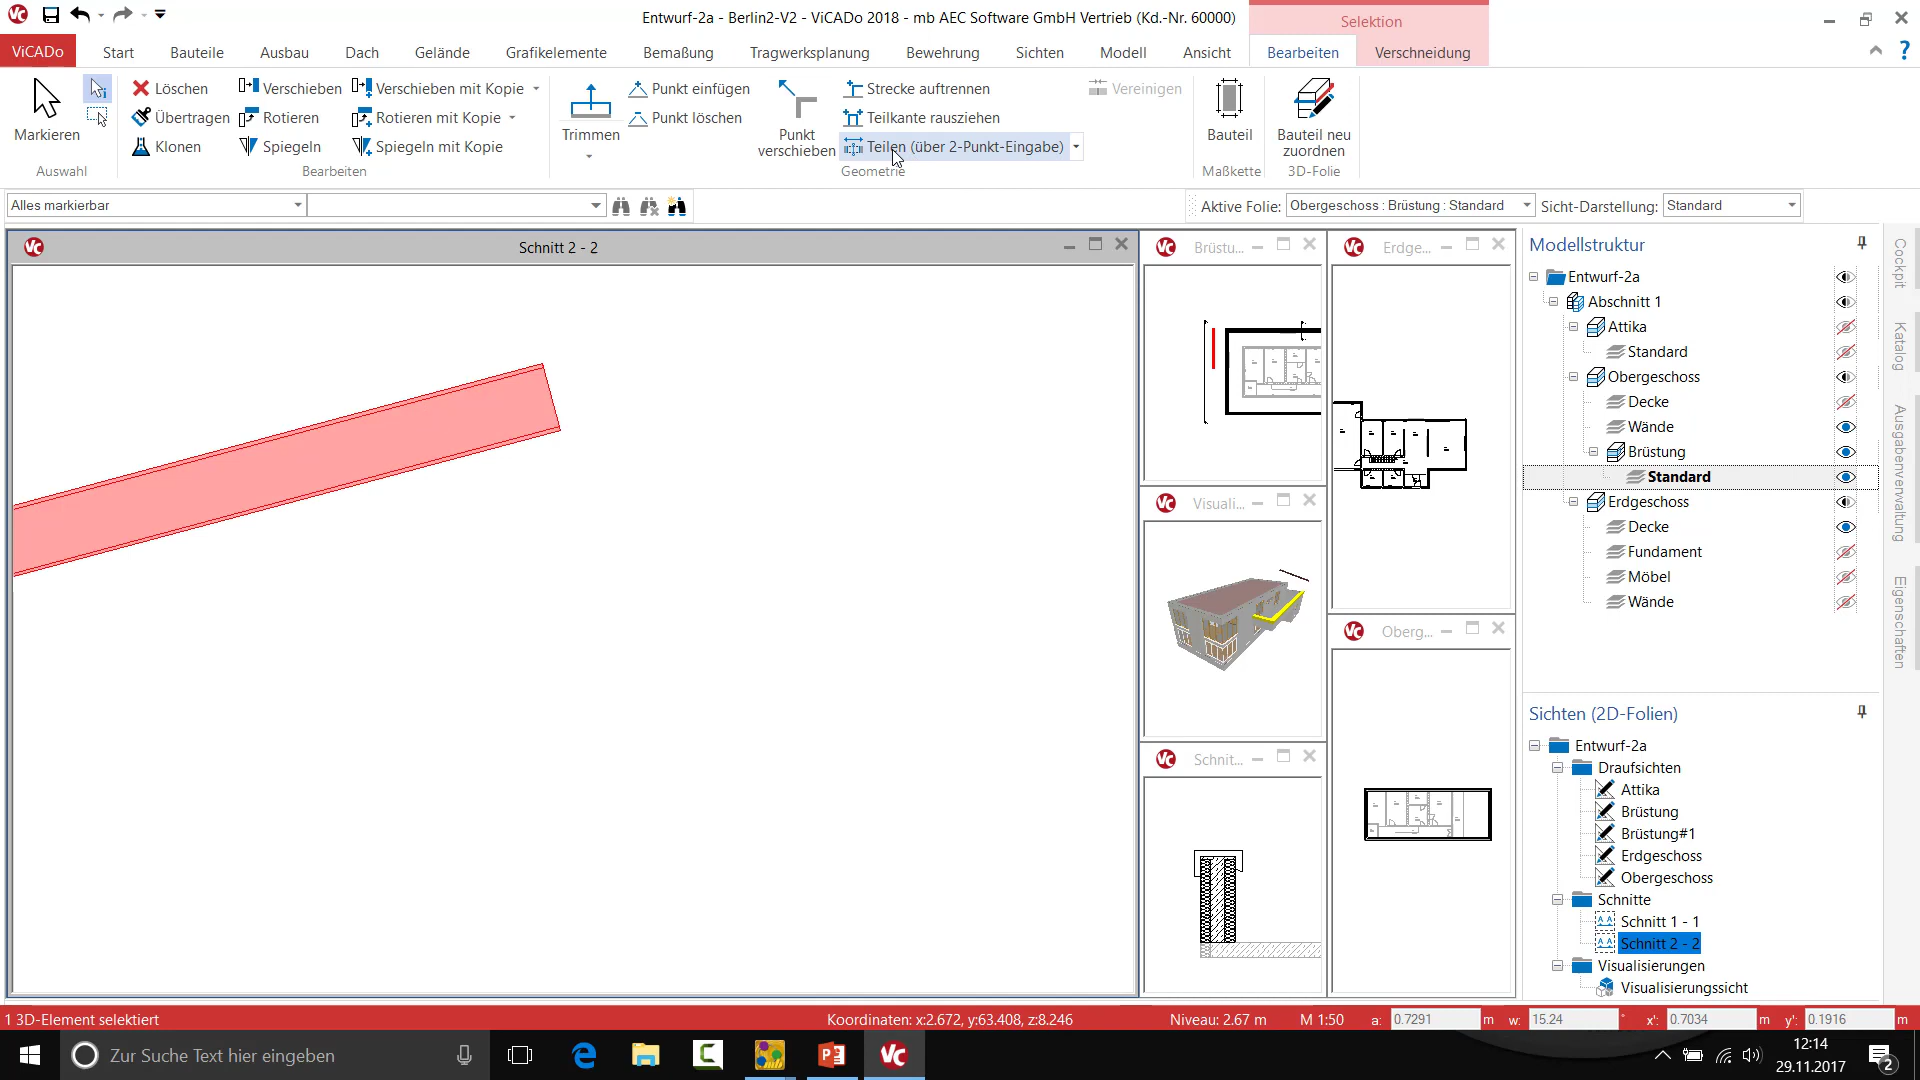 Entwurf-2a - Berlin2-V2 - ViCADo 2018 - mb AEC Software GmbH Vertrieb (Kd.-Nr. 60000)
Selektion
ViCADo
Start
Bauteile
Ausbau
Dach
Gelände
Grafikelemente
Bemaßung
Tragwerksplanung
Bewehrung
Sichten
Modell
Ansicht
Bearbeiten
Verschneidung
Markieren
Auswahl
Löschen
Übertragen
Klonen
Verschieben
Rotieren
Spiegeln
Verschieben mit Kopie
Rotieren mit Kopie
Spiegeln mit Kopie
Bearbeiten
Trimmen
Punkt einfügen
Punkt löschen
Punkt
verschieben
Strecke auftrennen
Teilkante rausziehen
Teilen (über 2-Punkt-Eingabe)
Geometrie
Vereinigen
Bauteil
Maßkette
Bauteil neu
zuordnen
3D-Folie
Alles markierbar
Aktive Folie: Obergeschoss : Brüstung : Standard
Sicht-Darstellung: Standard
Schnitt 2 - 2
Brüstu...
Erdge...
Visuali...
Oberg...
Schnit...
Modellstruktur
Entwurf-2a
Abschnitt 1
Attika
Standard
Obergeschoss
Decke
Wände
Brüstung
Standard
Erdgeschoss
Decke
Fundament
Möbel
Wände
Sichten (2D-Folien)
Entwurf-2a
Draufsichten
Attika
Brüstung
Brüstung#1
Erdgeschoss
Obergeschoss
Schnitte
Schnitt 1 - 1
Schnitt 2 - 2
Visualisierungen
Visualisierungssicht
Cockpit
Katalog
Ausgabenverwaltung
Eigenschaften
1 3D-Element selektiert
Koordinaten: x:2.672, y:63.408, z:8.246
Niveau: 2.67 m
M 1:50
a: 0.7291 m
w: 15.24 °
x': 0.7034 m
y': 0.1916 m
Zur Suche Text hier eingeben
12:14
29.11.2017
2